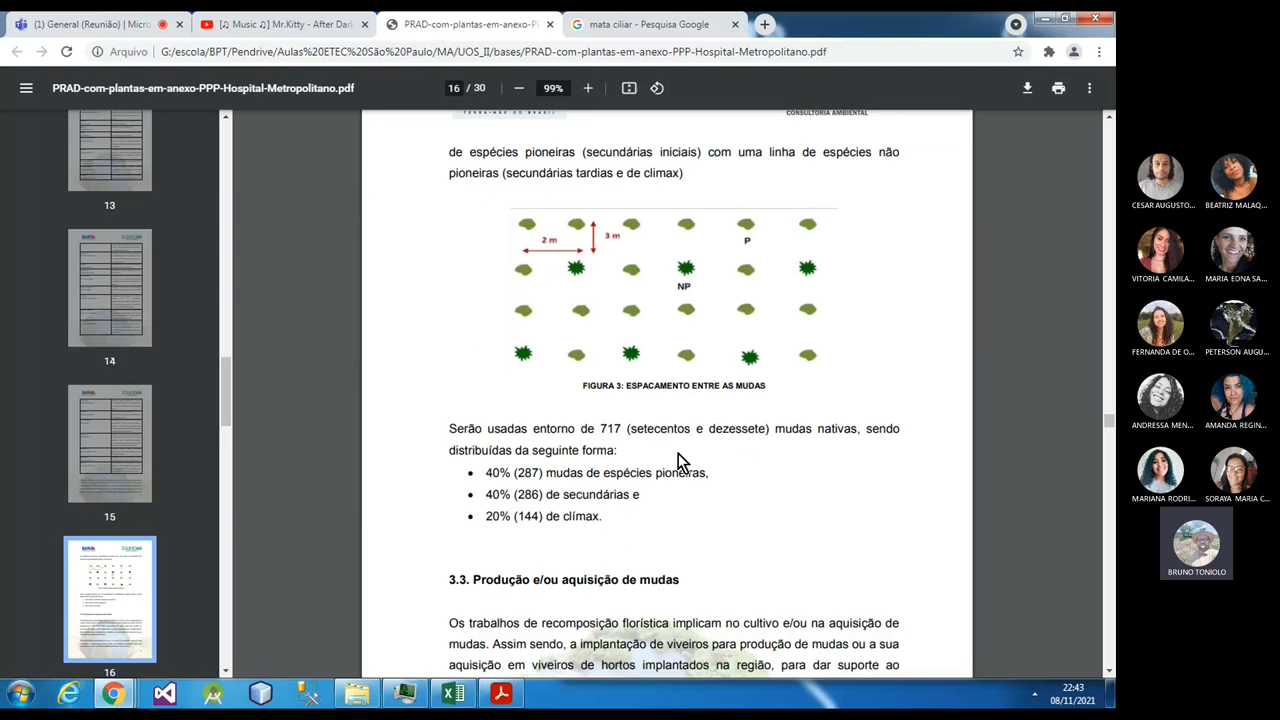 (1) General (Reunião) | Micro
[🎵 Music 🎵] Mr.Kitty - After Dark
PRAD-com-plantas-em-anexo-PPP-
mata ciliar - Pesquisa Google
Arquivo
G:/escola/BPT/Pendrive/Aulas%20ETEC%20São%20Paulo/MA/UOS_II/bases/PRAD-com-plantas-em-anexo-PPP-Hospital-Metropolitano.pdf
PRAD-com-plantas-em-anexo-PPP-Hospital-Metropolitano.pdf
16 / 30
99%
13
14
15
16
CONSULTORIA AMBIENTAL
de espécies pioneiras (secundárias iniciais) com uma linha de espécies não
pioneiras (secundárias tardias e de climax)
2 m
3 m
P
NP
FIGURA 3: ESPACAMENTO ENTRE AS MUDAS
Serão usadas entorno de 717 (setecentos e dezessete) mudas nativas, sendo
distribuídas da seguinte forma:
• 40% (287) mudas de espécies pioneiras,
• 40% (286) de secundárias e
• 20% (144) de clímax.
3.3. Produção e/ou aquisição de mudas
Os trabalhos de recomposição florística implicam no cultivo e/ou na aquisição de
mudas. Assim sendo, a implantação de viveiros para produção de mudas ou a sua
aquisição em viveiros de hortos implantados na região, para dar suporte ao
CESAR AUGUSTO
BEATRIZ MALAQ...
VITORIA CAMILA...
MARIA EDNA SA...
FERNANDA DE O...
PETERSON AUGU...
ANDRESSA MEN...
AMANDA REGIN...
MARIANA RODRI...
SORAYA MARIA C...
BRUNO TONIOLO
22:43
08/11/2021